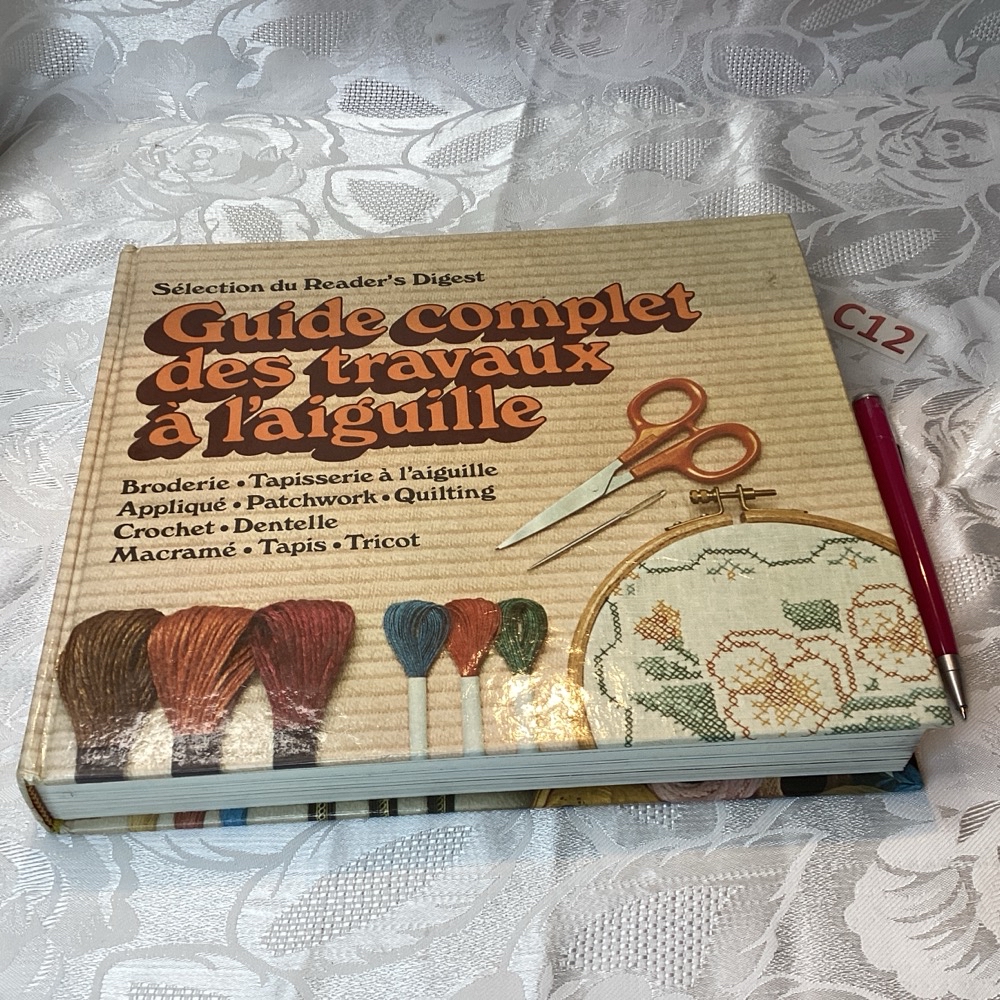 Sélection du Reader's Digest
Guide complet
des travaux
à l'aiguille
Broderie • Tapisserie à l'aiguille
Appliqué • Patchwork • Quilting
Crochet • Dentelle
Macramé • Tapis • Tricot
C12